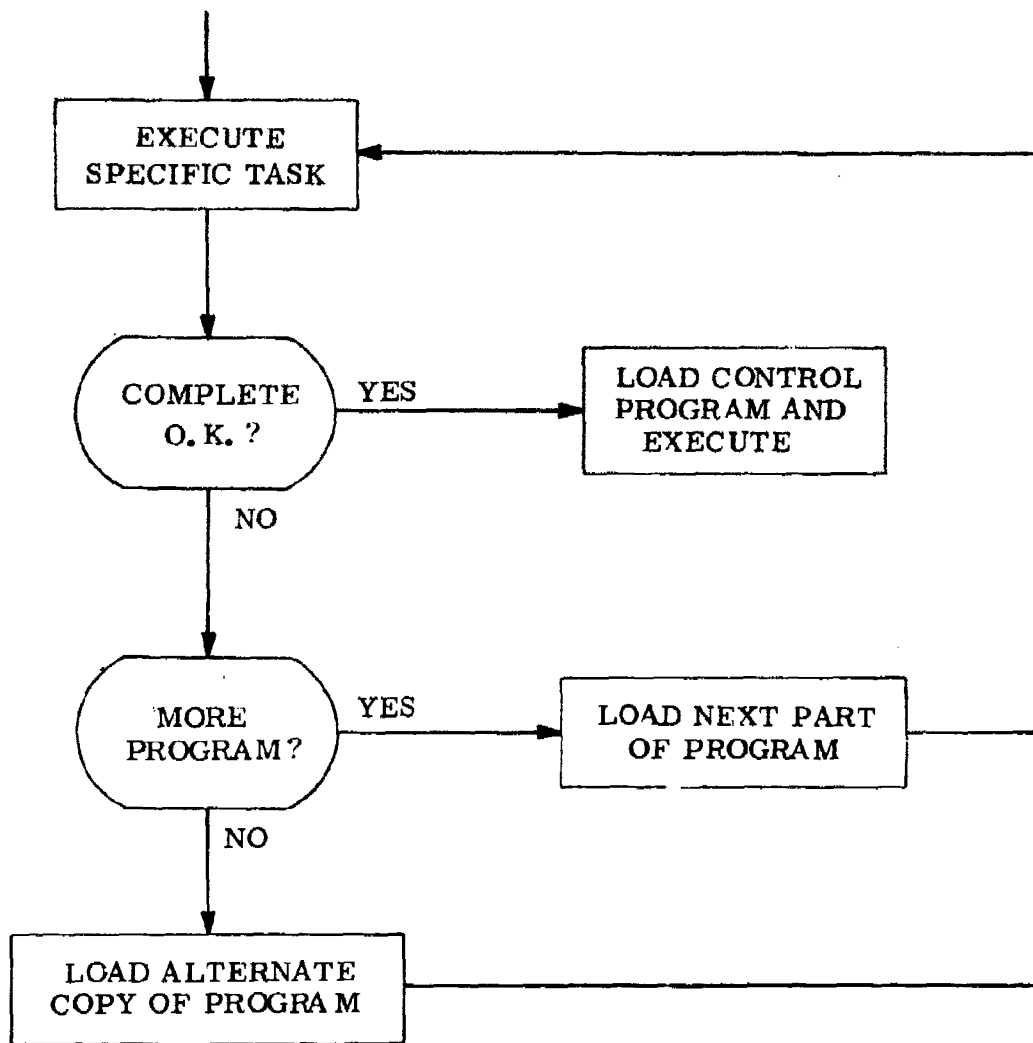 EXECUTE
SPECIFIC TASK
COMPLETE
O.K.?
YES
LOAD CONTROL
PROGRAM AND
EXECUTE
NO
MORE
PROGRAM?
YES
LOAD NEXT PART
OF PROGRAM
NO
LOAD ALTERNATE
COPY OF PROGRAM